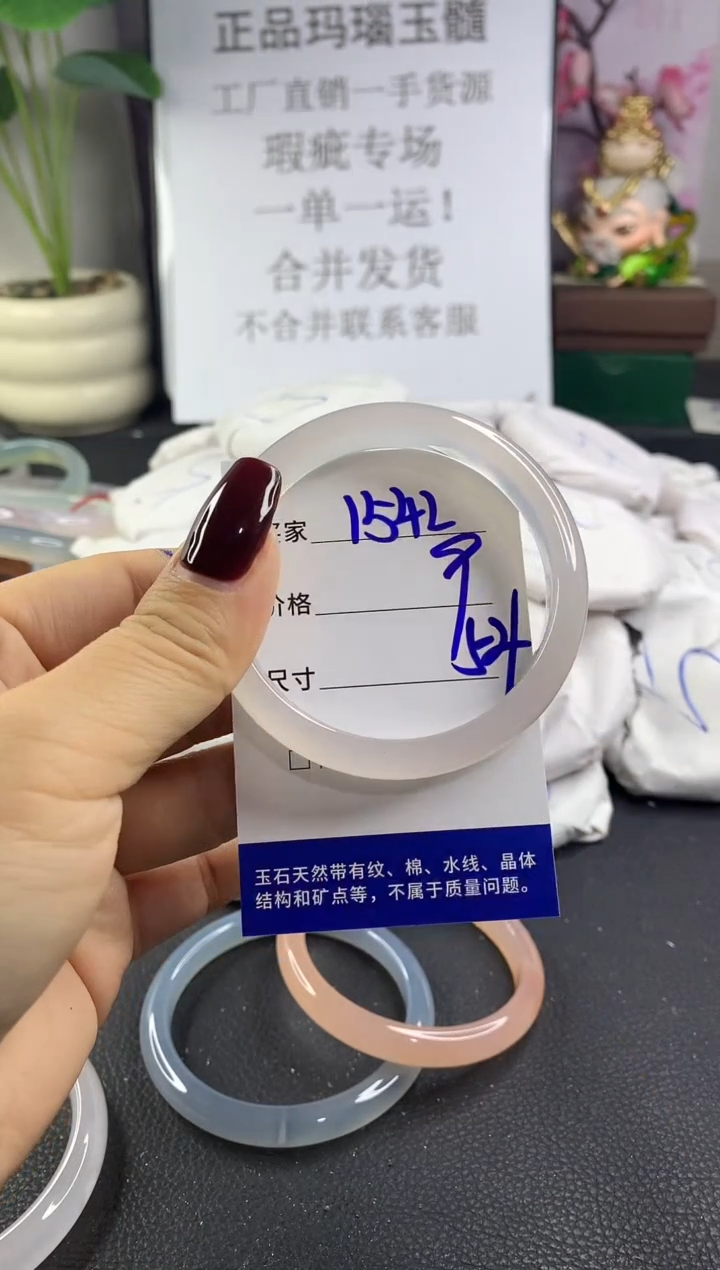 正品玛瑙玉髓
工厂直销一手货源
瑕疵专场
一单一运！
合并发货
不合并联系客服
家 1542
价格
尺寸 54
玉石天然带有纹、棉、水线、晶体
结构和矿点等，不属于质量问题。